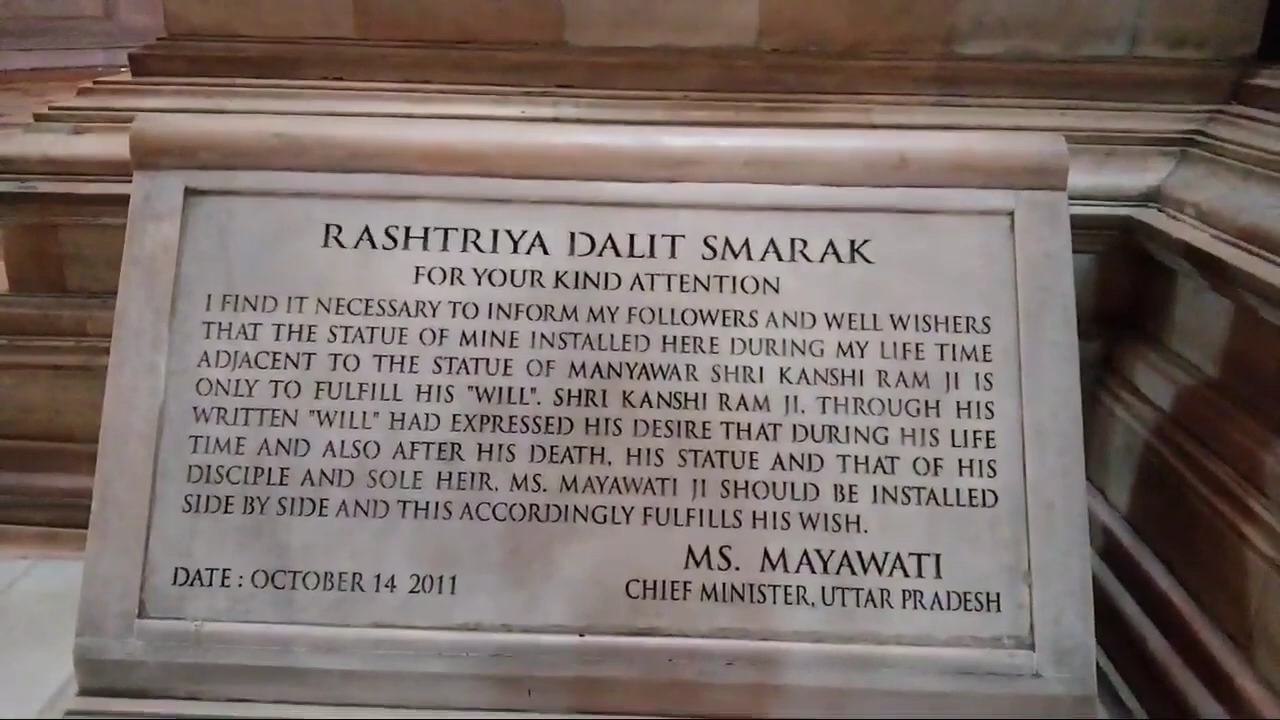 RASHTRIYA DALIT SMARAK
FOR YOUR KIND ATTENTION
I FIND IT NECESSARY TO INFORM MY FOLLOWERS AND WELL WISHERS
THAT THE STATUE OF MINE INSTALLED HERE DURING MY LIFE TIME
ADJACENT TO THE STATUE OF MANYAWAR SHRI KANSHI RAM JI IS
ONLY TO FULFILL HIS "WILL". SHRI KANSHI RAM JI, THROUGH HIS
WRITTEN "WILL" HAD EXPRESSED HIS DESIRE THAT DURING HIS LIFE
TIME AND ALSO AFTER HIS DEATH, HIS STATUE AND THAT OF HIS
DISCIPLE AND SOLE HEIR, MS. MAYAWATI JI SHOULD BE INSTALLED
SIDE BY SIDE AND THIS ACCORDINGLY FULFILLS HIS WISH.
MS. MAYAWATI
DATE : OCTOBER 14 2011 CHIEF MINISTER, UTTAR PRADESH